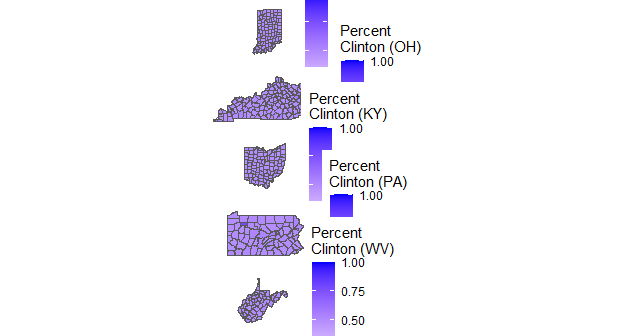 Percent
Clinton (OH)
1.00
Percent
Clinton (KY)
1.00
Percent
Clinton (PA)
1.00
Percent
Clinton (WV)
1.00
0.75
0.50